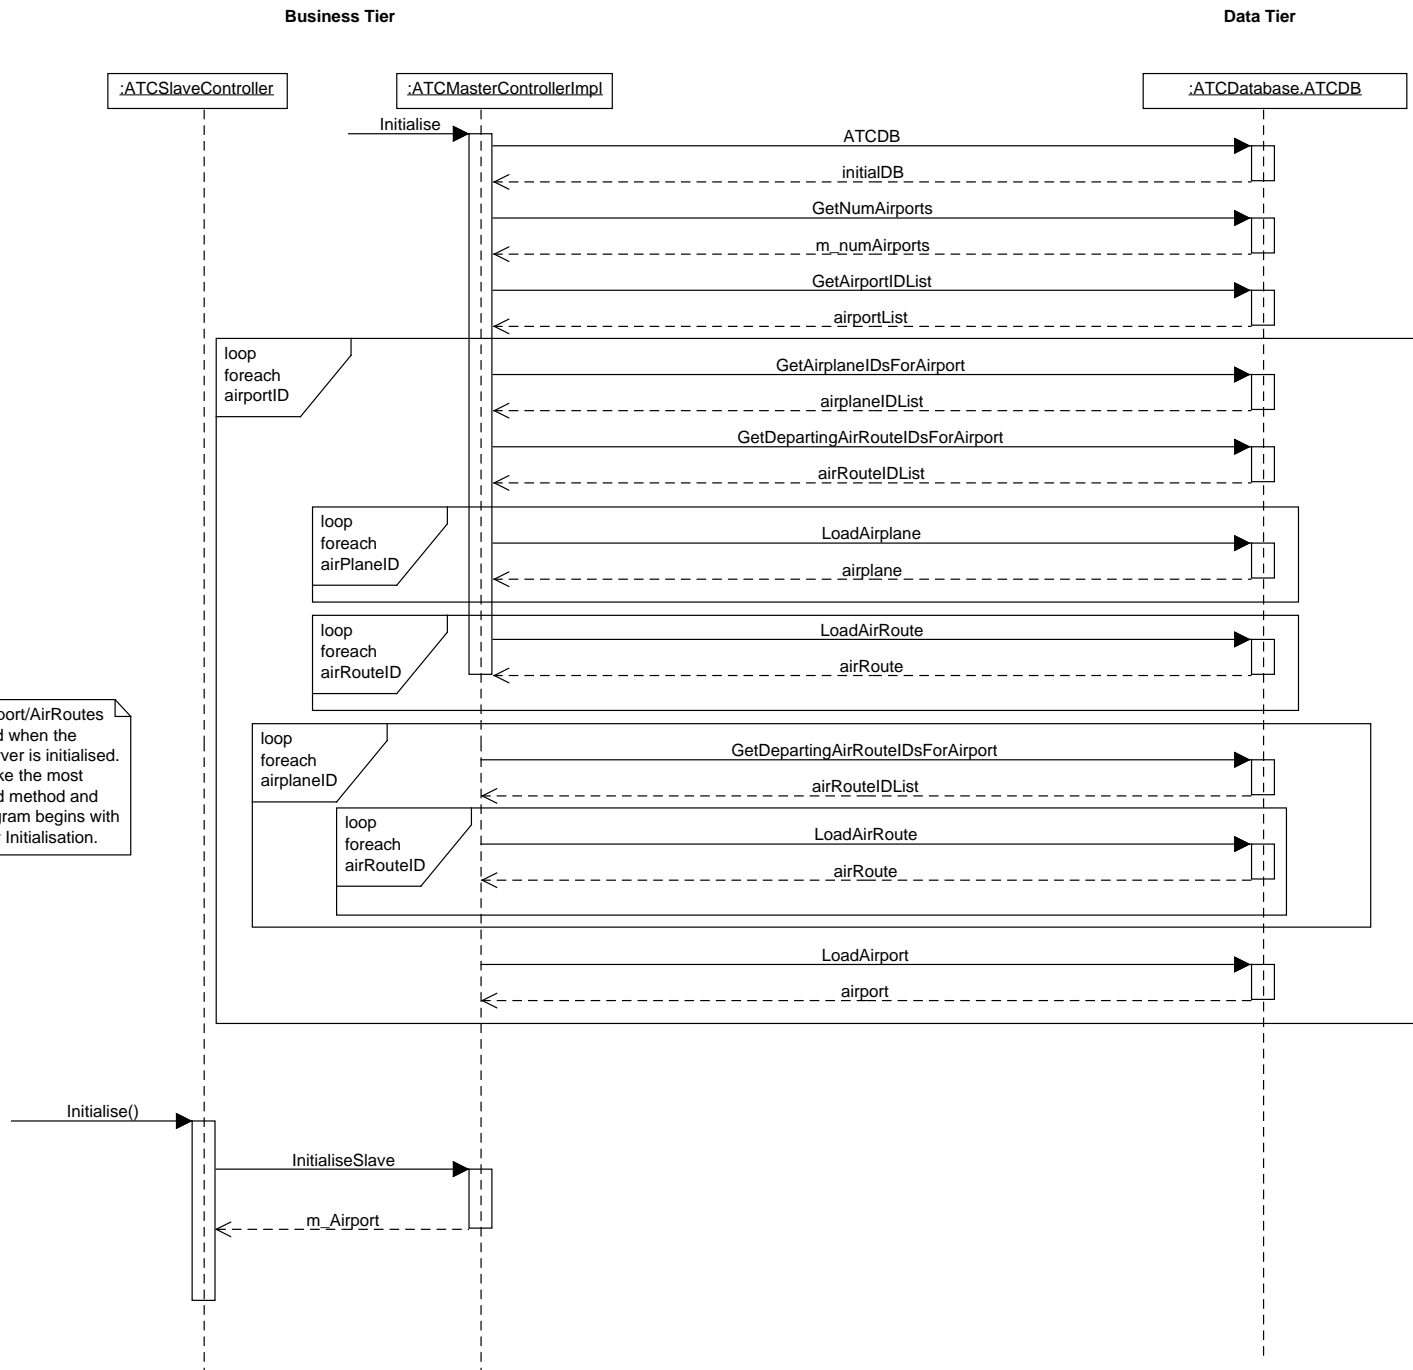 Business Tier
Data Tier
:ATCSlaveController
:ATCMasterControllerImpl
:ATCDatabase.ATCDB
Initialise
ATCDB
initialDB
GetNumAirports
m_numAirports
GetAirportIDList
airportList
loop
foreach
airportID
GetAirplaneIDsForAirport
airplaneIDList
GetDepartingAirRouteIDsForAirport
airRouteIDList
loop
foreach
airPlaneID
LoadAirplane
airplane
loop
foreach
airRouteID
LoadAirRoute
airRoute
ort/AirRoutes
d when the
ver is initialised.
ke the most
d method and
gram begins with
Initialisation.
loop
foreach
airplaneID
GetDepartingAirRouteIDsForAirport
airRouteIDList
loop
foreach
airRouteID
LoadAirRoute
airRoute
LoadAirport
airport
Initialise()
InitialiseSlave
m_Airport